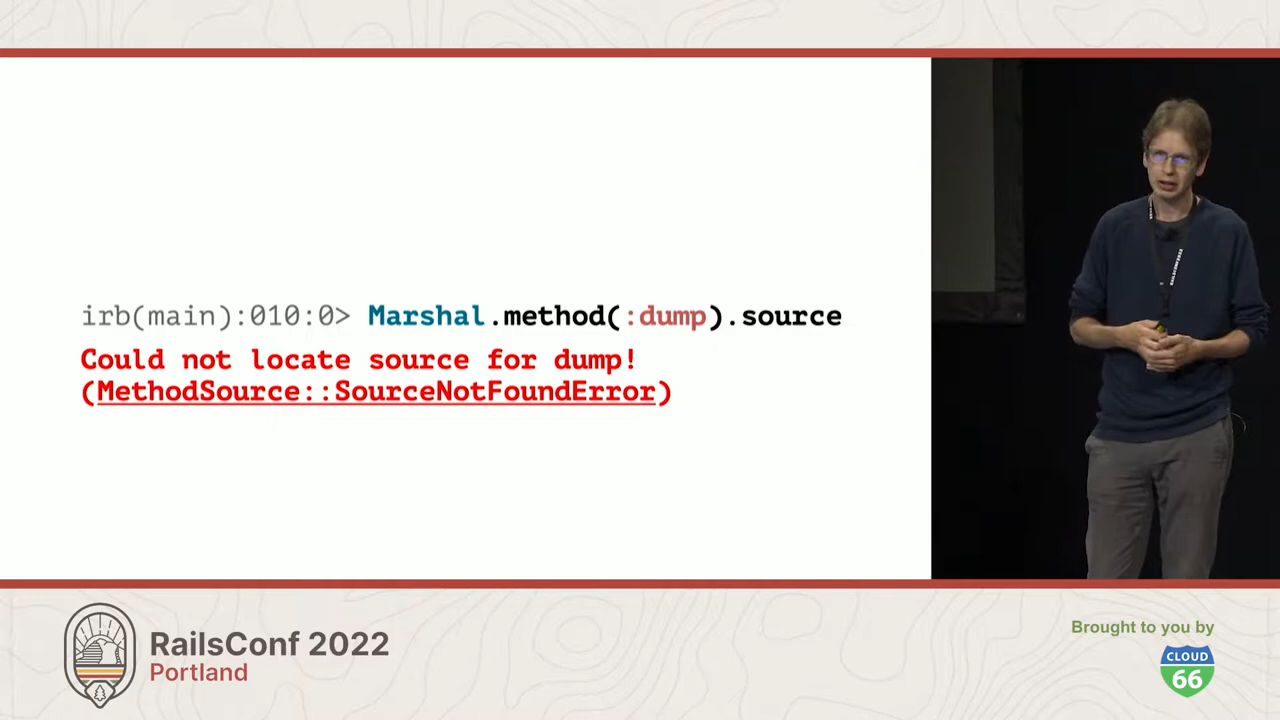 irb(main):010:0> Marshal.method(:dump).source
Could not locate source for dump!
(MethodSource::SourceNotFoundError)
RailsConf 2022
Portland
Brought to you by
CLOUD
66